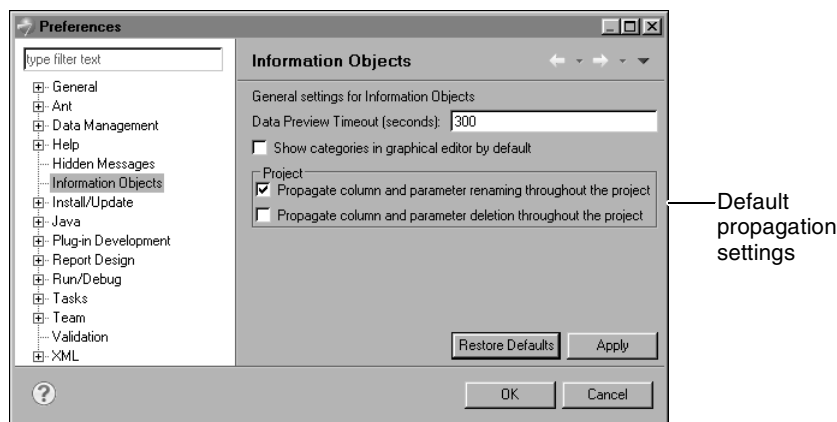 Preferences
type filter text
General
Ant
Data Management
Help
Hidden Messages
Information Objects
Install/Update
Java
Plug-in Development
Report Design
Run/Debug
Tasks
Team
Validation
XML
Information Objects
General settings for Information Objects
Data Preview Timeout (seconds): 300
Show categories in graphical editor by default
Project
Propagate column and parameter renaming throughout the project
Propagate column and parameter deletion throughout the project
Restore Defaults
Apply
?
OK
Cancel
Default
propagation
settings